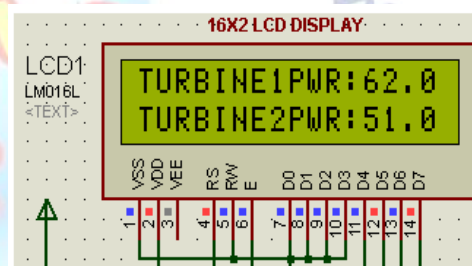 16X2 LCD DISPLAY
LCD1
LM016L
<TEXT>
TURBINE1PWR:62.0
TURBINE2PWR:51.0
VSS VDD VEE RS RW E D0 D1 D2 D3 D4 D5 D6 D7
1 2 3 4 5 6 7 8 9 10 11 12 13 14